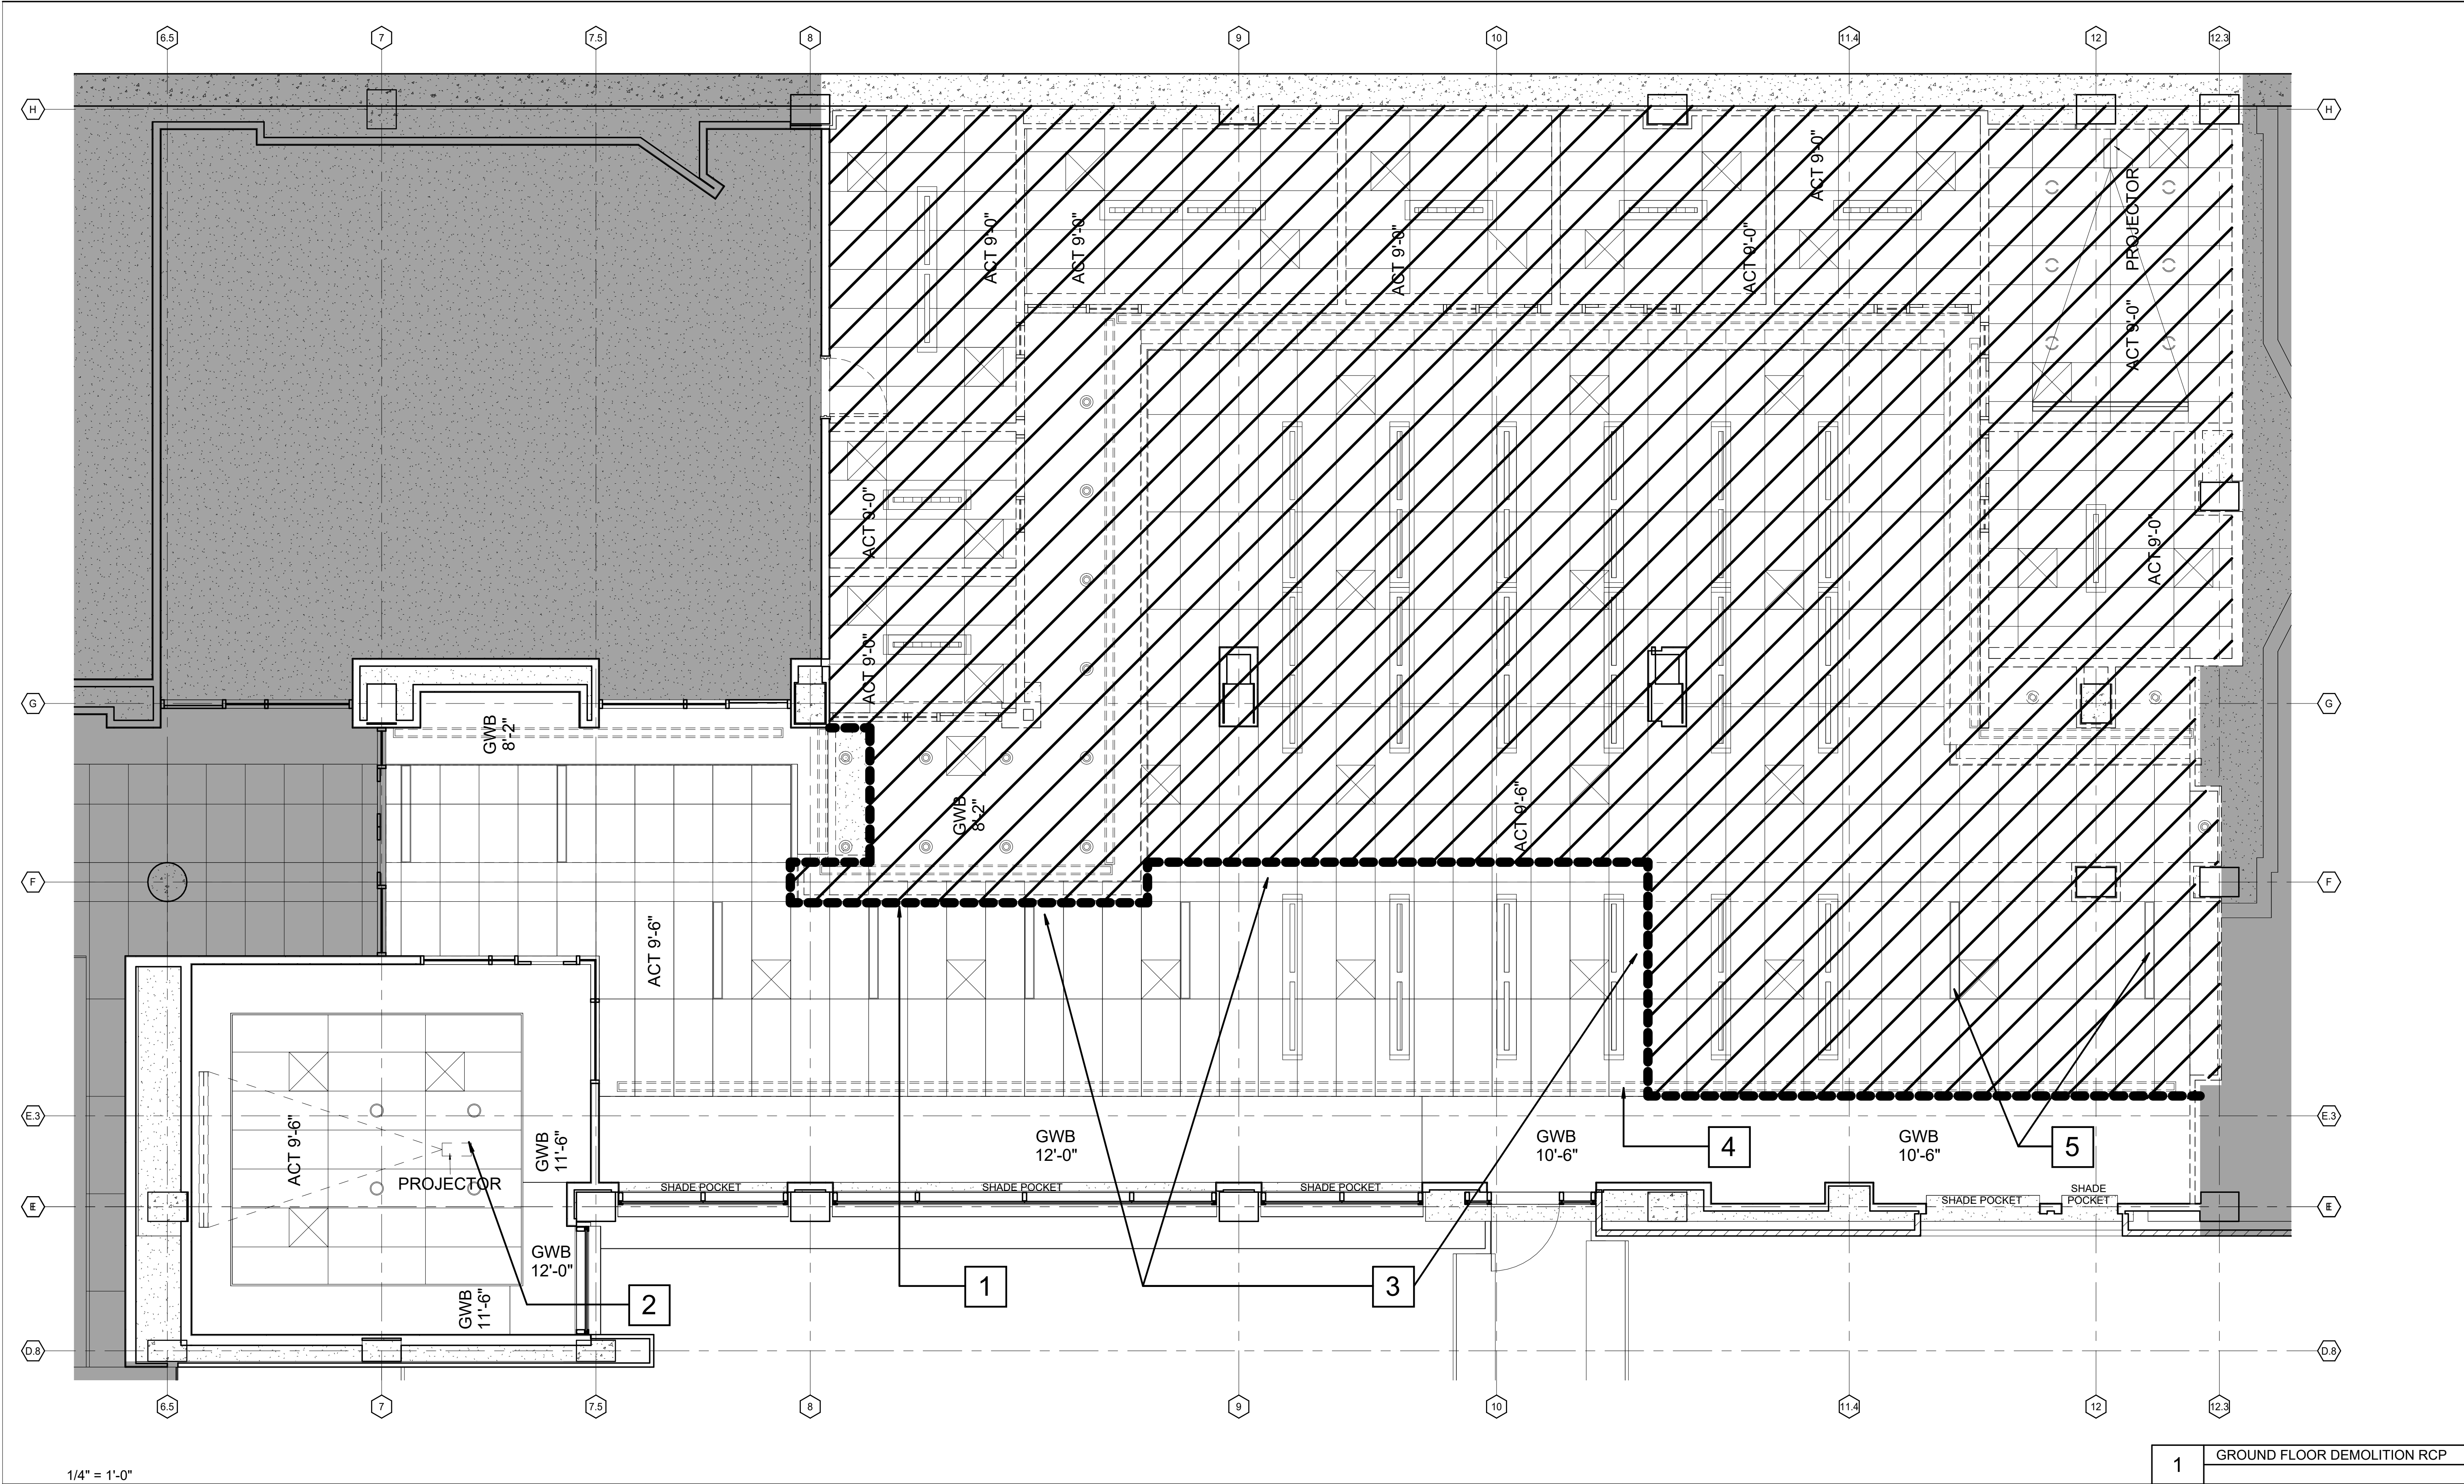 6.5
7
7.5
8
9
10
11.4
12
12.3
H
H
ACT 9'-0"
ACT 9'-0"
ACT 9'-0"
ACT 9'-0"
ACT 9'-0"
PROJECTOR
ACT 9'-0"
ACT 9'-0"
ACT 9'-0"
ACT 9'-0"
G
G
GWB
8'-2"
GWB
8'-2"
ACT 9'-6"
F
F
ACT 9'-6"
E.3
E.3
ACT 9'-6"
GWB
11'-6"
GWB
12'-0"
GWB
10'-6"
4
GWB
10'-6"
5
PROJECTOR
SHADE POCKET
SHADE POCKET
SHADE POCKET
SHADE POCKET
SHADE
POCKET
E
E
GWB
12'-0"
GWB
11'-6"
2
1
3
D.8
D.8
6.5
7
7.5
8
9
10
11.4
12
12.3
1/4" = 1'-0"
1
GROUND FLOOR DEMOLITION RCP